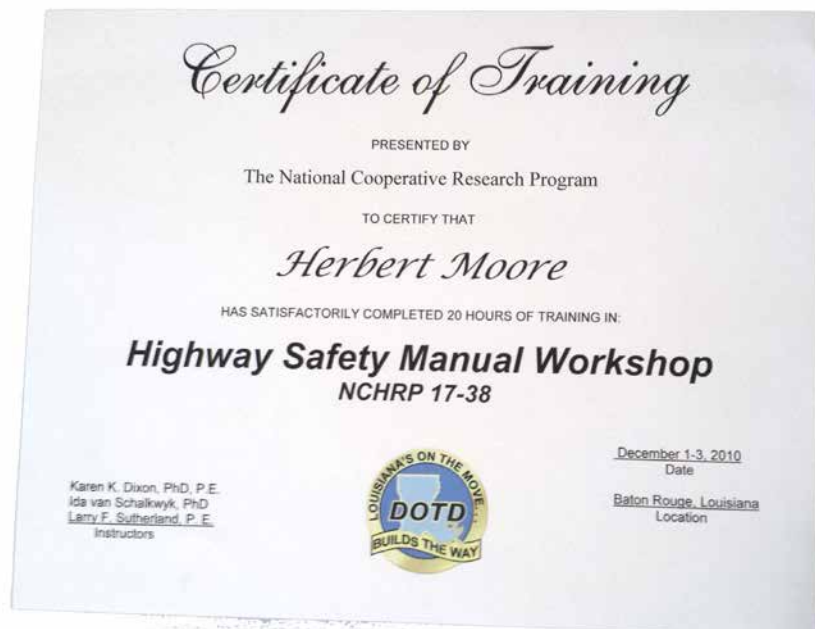 Certificate of Training
PRESENTED BY
The National Cooperative Research Program
TO CERTIFY THAT
Herbert Moore
HAS SATISFACTORILY COMPLETED 20 HOURS OF TRAINING IN:
Highway Safety Manual Workshop
NCHRP 17-38
Karen K. Dixon, PhD, P.E.
Ida van Schalkwyk, PhD
Larry F. Sutherland, P. E.
Instructors
LOUISIANA'S ON THE MOVE...
DOTD
BUILDS THE WAY
December 1-3, 2010
Date
Baton Rouge, Louisiana
Location